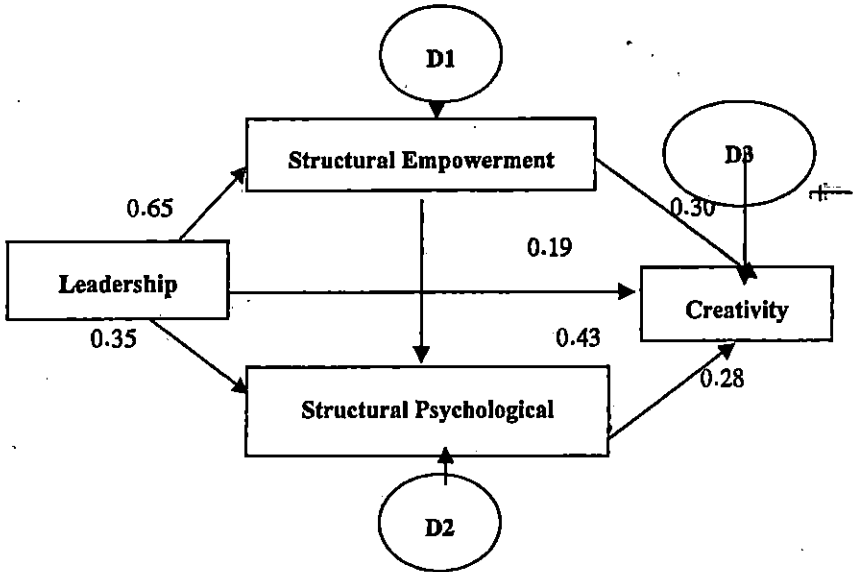 D1
Structural Empowerment
D3
0.65
0.30
0.19
Leadership
Creativity
0.35
0.43
0.28
Structural Psychological
D2